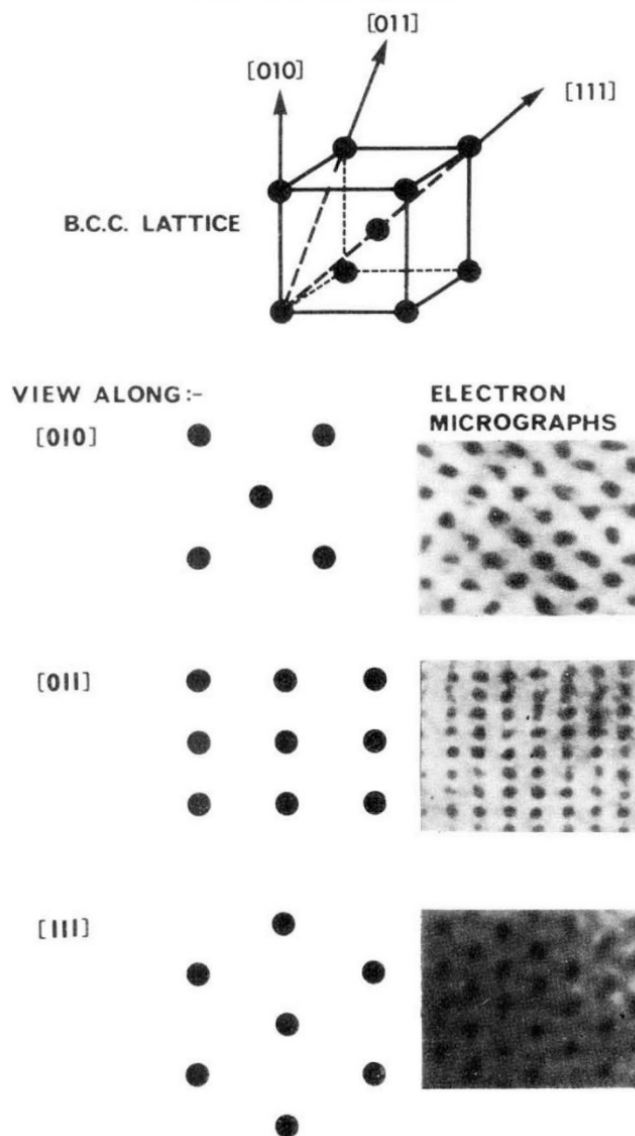 [011]
[010]
[111]
B.C.C. LATTICE
VIEW ALONG:-
ELECTRON
MICROGRAPHS
[010]
[011]
[111]